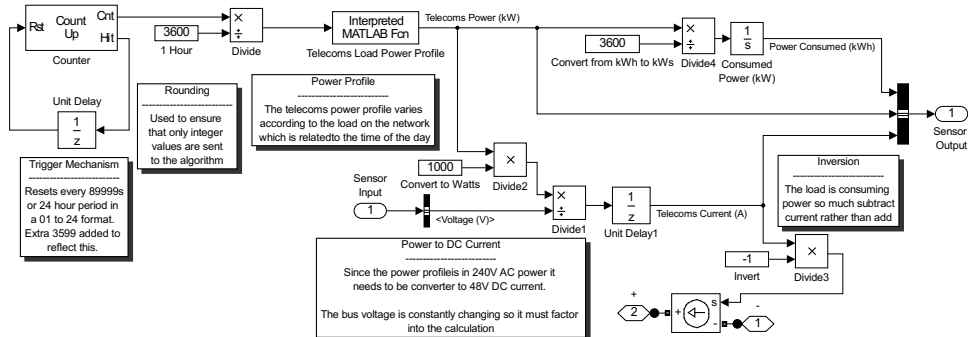 Rst
Count
Up
Cnt
Hit
Counter
3600
1 Hour
×
÷
Divide
Interpreted
MATLAB Fcn
Telecoms Load Power Profile
Telecoms Power (kW)
3600
Convert from kWh to kWs
×
÷
Divide4
1
s
Consumed
Power (kW)
Power Consumed (kWh)
1
Sensor
Output
Unit Delay
1
z
Rounding
----------------------------
Used to ensure
that only integer
values are sent
to the algorithm
Power Profile
----------------------------
The telecoms power profile varies
according to the load on the network
which is relatedto the time of the day
Trigger Mechanism
----------------------------
Resets every 89999s
or 24 hour period in
a 01 to 24 format.
Extra 3599 added to
reflect this.
1000
Convert to Watts
×
Divide2
Sensor
Input
1
<Voltage (V)>
×
÷
Divide1
1
z
Unit Delay1
Telecoms Current (A)
Inversion
----------------------------
The load is consuming
power so much subtract
current rather than add
Power to DC Current
----------------------------
Since the power profileis in 240V AC power it
needs to be converter to 48V DC current.
The bus voltage is constantly changing so it must factor
into the calculation
-1
Invert
×
Divide3
+
2
+
s
-
-
1